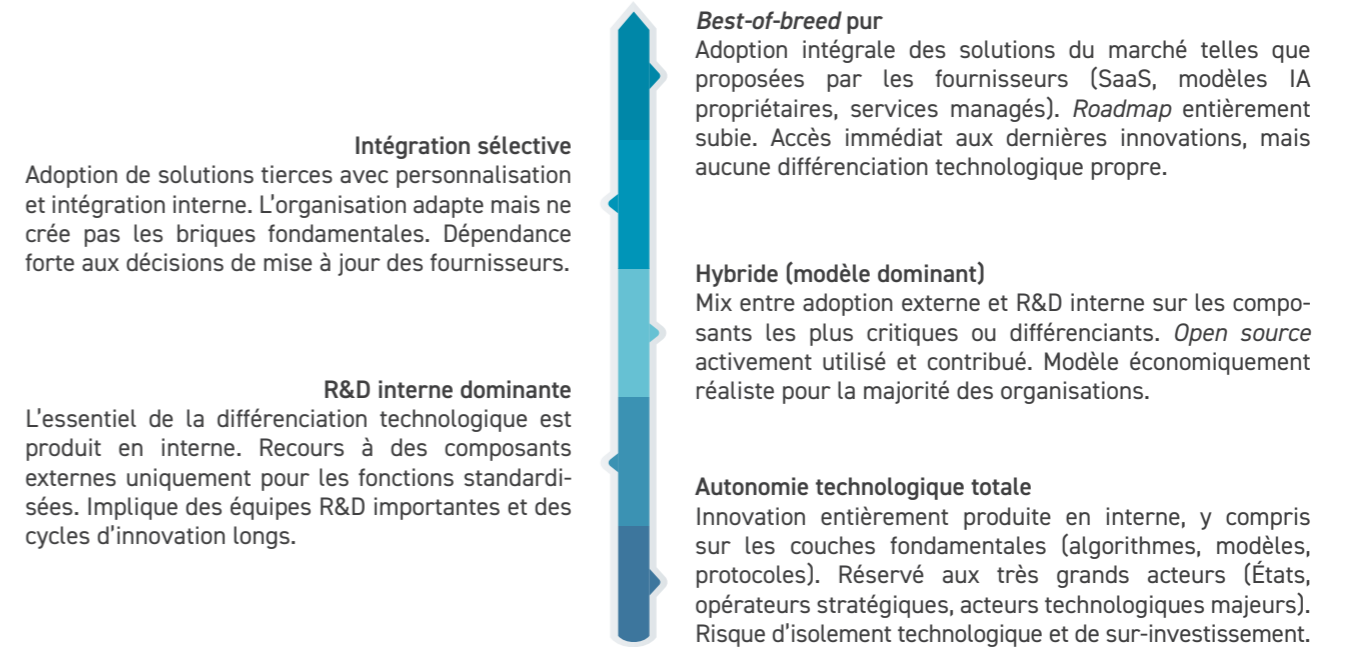 Best-of-breed pur
Adoption intégrale des solutions du marché telles que
proposées par les fournisseurs (SaaS, modèles IA
propriétaires, services managés). Roadmap entièrement
subie. Accès immédiat aux dernières innovations, mais
aucune différenciation technologique propre.
Intégration sélective
Adoption de solutions tierces avec personnalisation
et intégration interne. L'organisation adapte mais ne
crée pas les briques fondamentales. Dépendance
forte aux décisions de mise à jour des fournisseurs.
Hybride (modèle dominant)
Mix entre adoption externe et R&D interne sur les compo-
sants les plus critiques ou différenciants. Open source
activement utilisé et contribué. Modèle économiquement
réaliste pour la majorité des organisations.
R&D interne dominante
L'essentiel de la différenciation technologique est
produit en interne. Recours à des composants
externes uniquement pour les fonctions standardi-
sées. Implique des équipes R&D importantes et des
cycles d'innovation longs.
Autonomie technologique totale
Innovation entièrement produite en interne, y compris
sur les couches fondamentales (algorithmes, modèles,
protocoles). Réservé aux très grands acteurs (États,
opérateurs stratégiques, acteurs technologiques majeurs).
Risque d'isolement technologique et de sur-investissement.